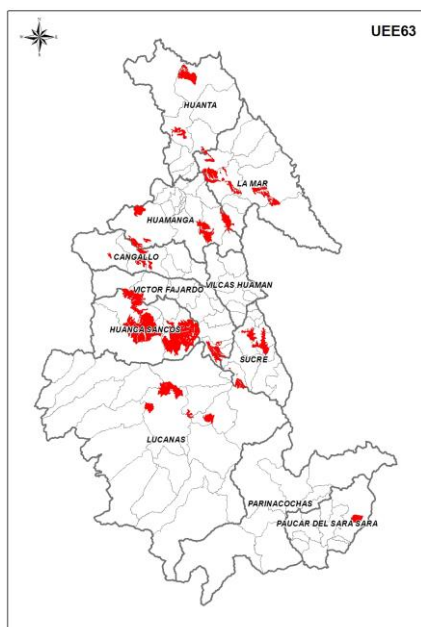 UEE63
HUANTA
LA MAR
HUAMANGA
CANGALLO
VICTOR FAJARDO
VILCAS HUAMAN
HUANCA SANCOS
SUCRE
LUCANAS
PARINACOCHAS
PAUCAR DEL SARA SARA